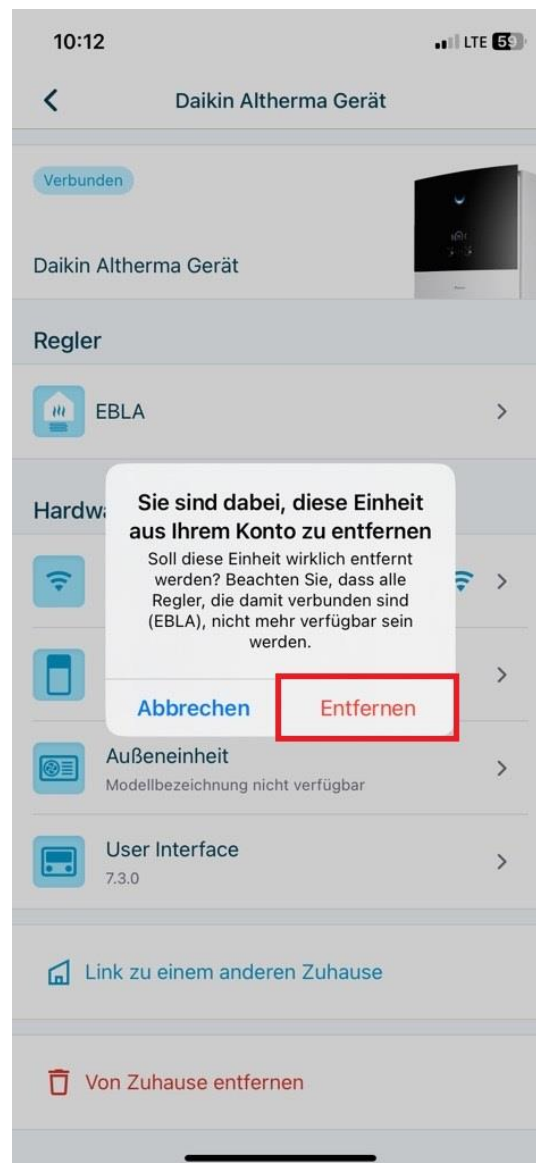 10:12
LTE 59
Daikin Altherma Gerät
Verbunden
Daikin Altherma Gerät
Regler
EBLA
Sie sind dabei, diese Einheit
aus Ihrem Konto zu entfernen
Soll diese Einheit wirklich entfernt
werden? Beachten Sie, dass alle
Regler, die damit verbunden sind
(EBLA), nicht mehr verfügbar sein
werden.
Abbrechen Entfernen
Hardwa
Außeneinheit
Modellbezeichnung nicht verfügbar
User Interface
7.3.0
Link zu einem anderen Zuhause
Von Zuhause entfernen